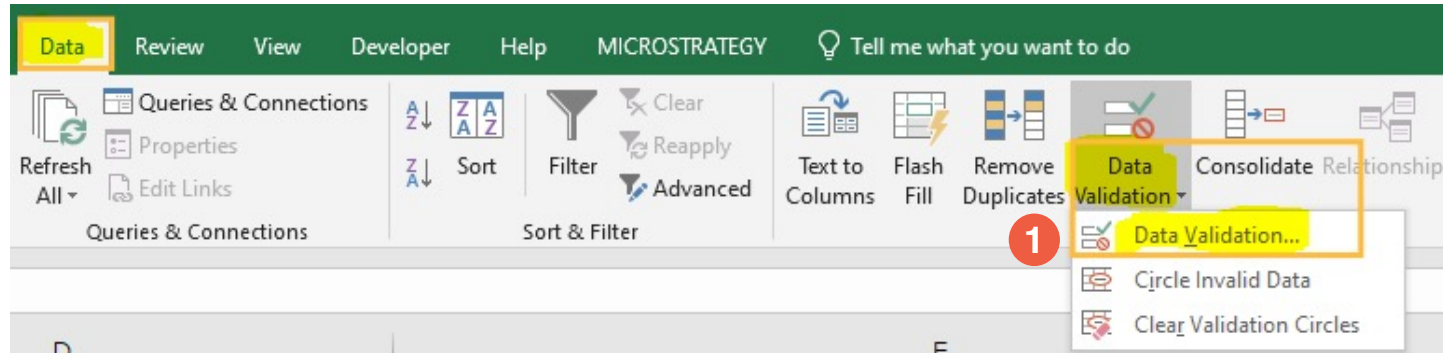 Data Review View Developer Help MICROSTRATEGY Tell me what you want to do
Queries & Connections
Properties
Edit Links
Refresh
All
Queries & Connections
A
Z
Z
A
Z A
A Z
Sort
Filter
Clear
Reapply
Advanced
Sort & Filter
Text to
Columns
Flash
Fill
Remove
Duplicates
Data
Validation
Consolidate
Relationship
1
Data Validation...
Circle Invalid Data
Clear Validation Circles